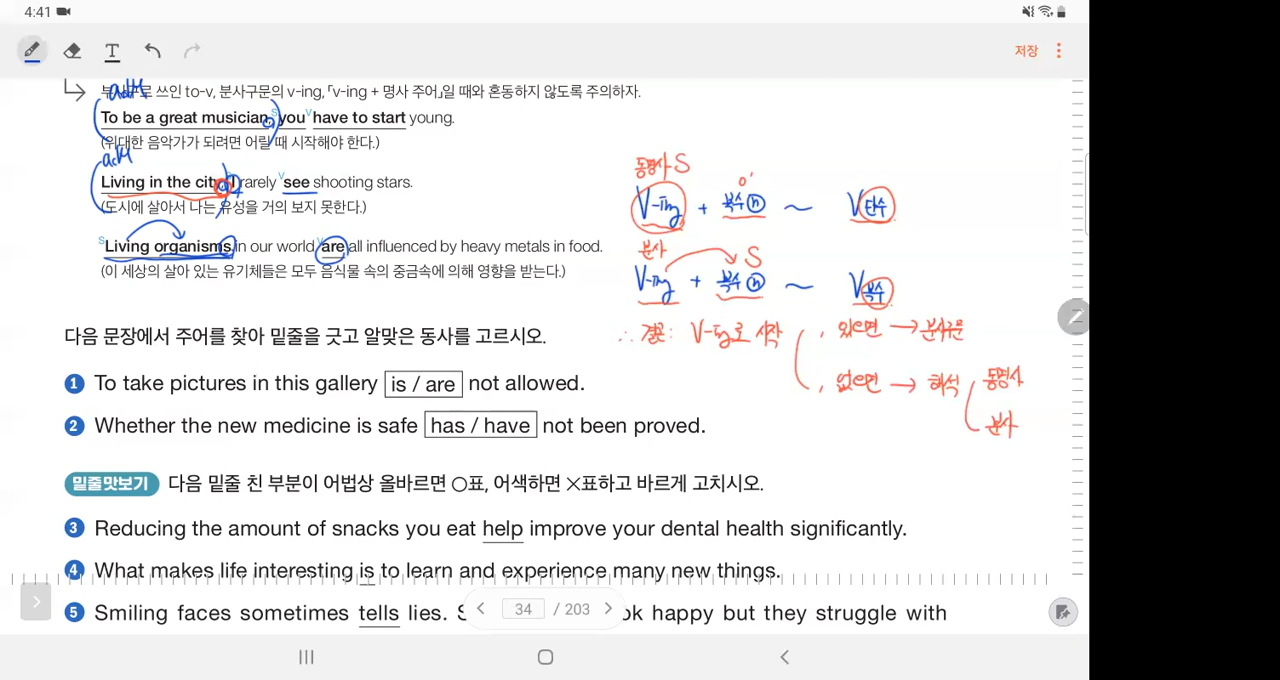 4:41
저장
부사구로 쓰인 to-v, 분사구문의 v-ing, 「v-ing + 명사 주어」일 때와 혼동하지 않도록 주의하자.
To be a great musician, you have to start young.
(위대한 음악가가 되려면 어릴 때 시작해야 한다.)
Living in the city, I rarely see shooting stars.
(도시에 살아서 나는 유성을 거의 보지 못한다.)
Living organisms in our world are all influenced by heavy metals in food.
(이 세상의 살아 있는 유기체들은 모두 음식물 속의 중금속에 의해 영향을 받는다.)
동명사 S
V-ing + 복수 n ~ V 단수
분사 S
V-ing + 복수 n ~ V 복수
∴ 결론: V-ing로 시작
, 있으면 → 분사구문
, 없으면 → 해석
동명사
분사
다음 문장에서 주어를 찾아 밑줄을 긋고 알맞은 동사를 고르시오.
1 To take pictures in this gallery is / are not allowed.
2 Whether the new medicine is safe has / have not been proved.
밑줄맛보기 다음 밑줄 친 부분이 어법상 올바르면 ○표, 어색하면 ×표하고 바르게 고치시오.
3 Reducing the amount of snacks you eat help improve your dental health significantly.
4 What makes life interesting is to learn and experience many new things.
5 Smiling faces sometimes tells lies. S ok happy but they struggle with
34 / 203